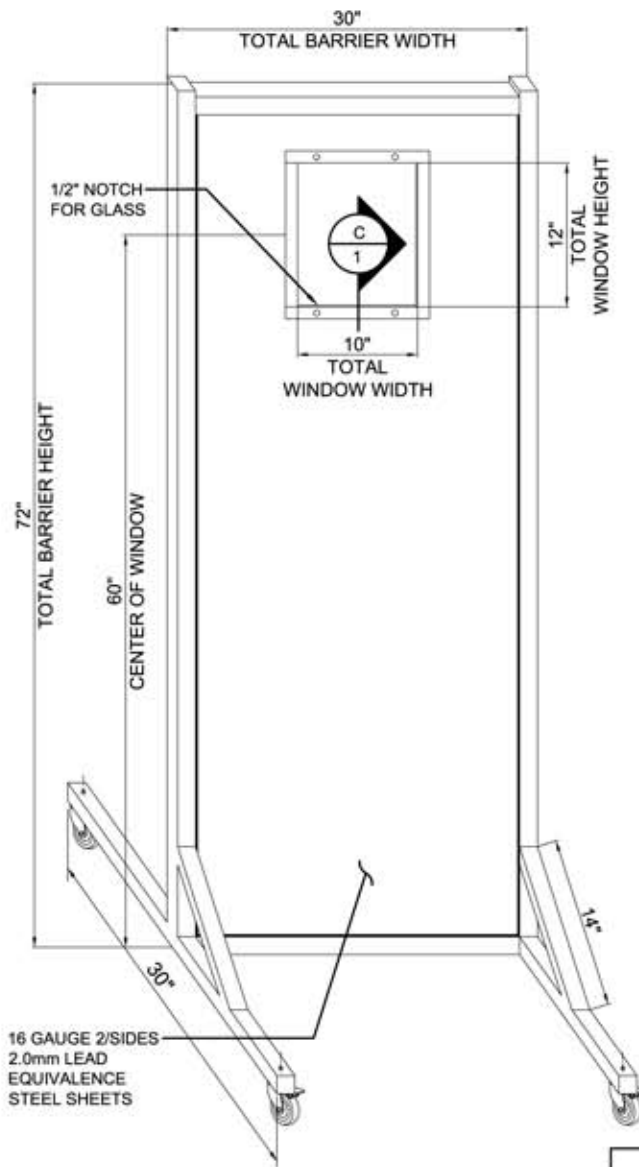 30"
TOTAL BARRIER WIDTH
1/2" NOTCH
FOR GLASS
C
1
12"
TOTAL
WINDOW HEIGHT
10"
TOTAL
WINDOW WIDTH
72"
TOTAL BARRIER HEIGHT
60"
CENTER OF WINDOW
14"
30"
16 GAUGE 2/SIDES
2.0mm LEAD
EQUIVALENCE
STEEL SHEETS